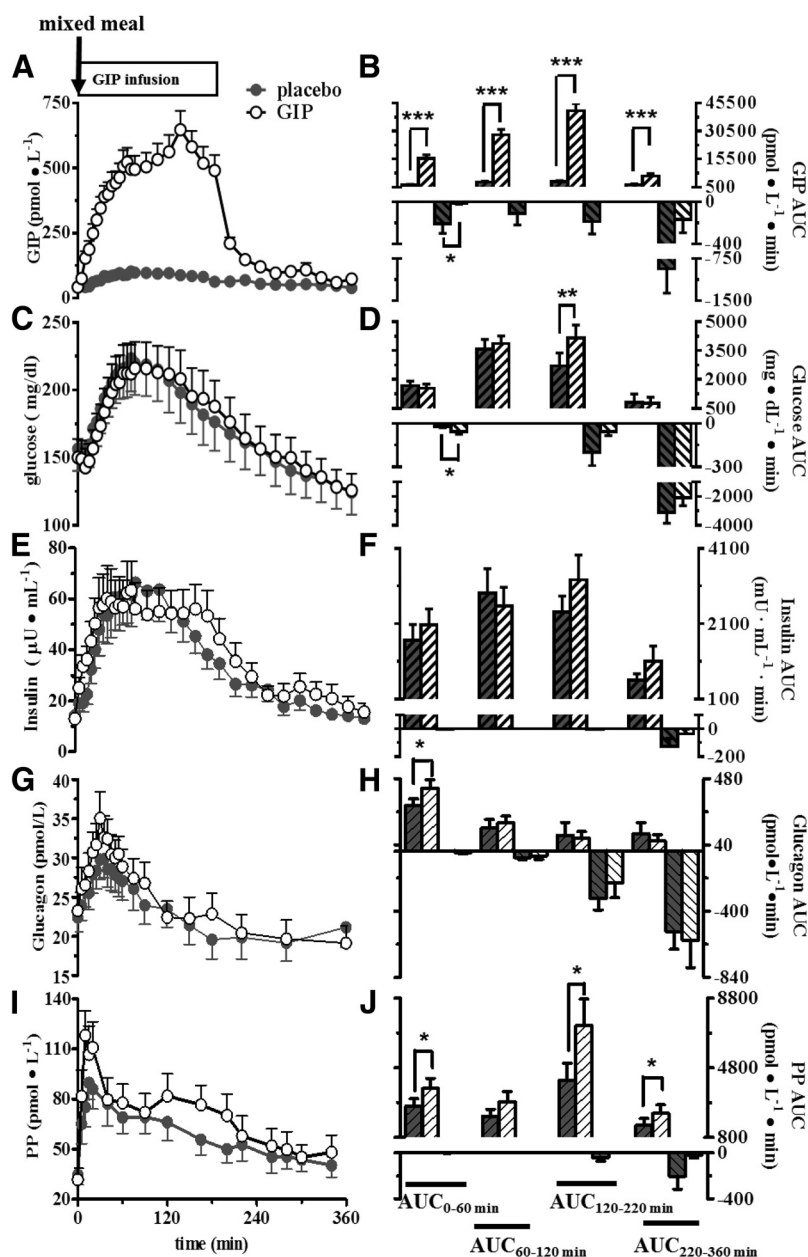 mixed meal
A
GIP infusion
placebo
GIP
750
500
250
0
GIP (pmol • L-1)
B
***
***
***
***
*
45500
30500
15500
500
0
-400
-750
-1500
GIP AUC
(pmol • L-1 • min)
C
250
200
150
100
glucose ( mg/dl)
D
**
*
5000
3500
2000
500
0
-300
-2000
-4000
Glucose AUC
(mg • dL-1 • min)
E
80
60
40
20
0
Insulin ( µU • mL-1)
F
4100
2100
100
0
-200
Insulin AUC
(mU · mL-1 · min)
G
40
35
30
25
20
15
Glucagon (pmol/L)
H
*
480
40
-400
-840
Glucagon AUC
(pmol•L-1•min)
I
140
110
80
50
20
PP (pmol • L-1)
0
120
240
360
time (min)
J
*
*
*
8800
4800
800
0
-400
PP AUC
(pmol • L-1 • min)
AUC0-60 min
AUC120-220 min
AUC60-120 min
AUC220-360 min